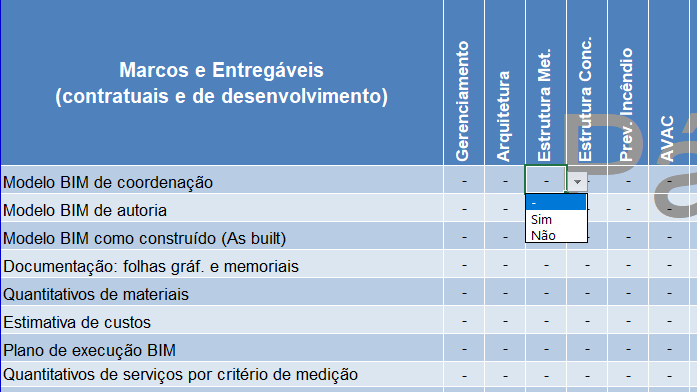 Marcos e Entregáveis
(contratuais e de desenvolvimento)
Gerenciamento
Arquitetura
Estrutura Met.
Estrutura Conc.
Prev. Incêndio
AVAC
Modelo BIM de coordenação - - - - - -
Modelo BIM de autoria - - - - -
-
Sim
Não
Modelo BIM como construído (As built) - - - - -
Documentação: folhas gráf. e memoriais - - - - - -
Quantitativos de materiais - - - - - -
Estimativa de custos - - - - - -
Plano de execução BIM - - - - - -
Quantitativos de serviços por critério de medição - - - - - -